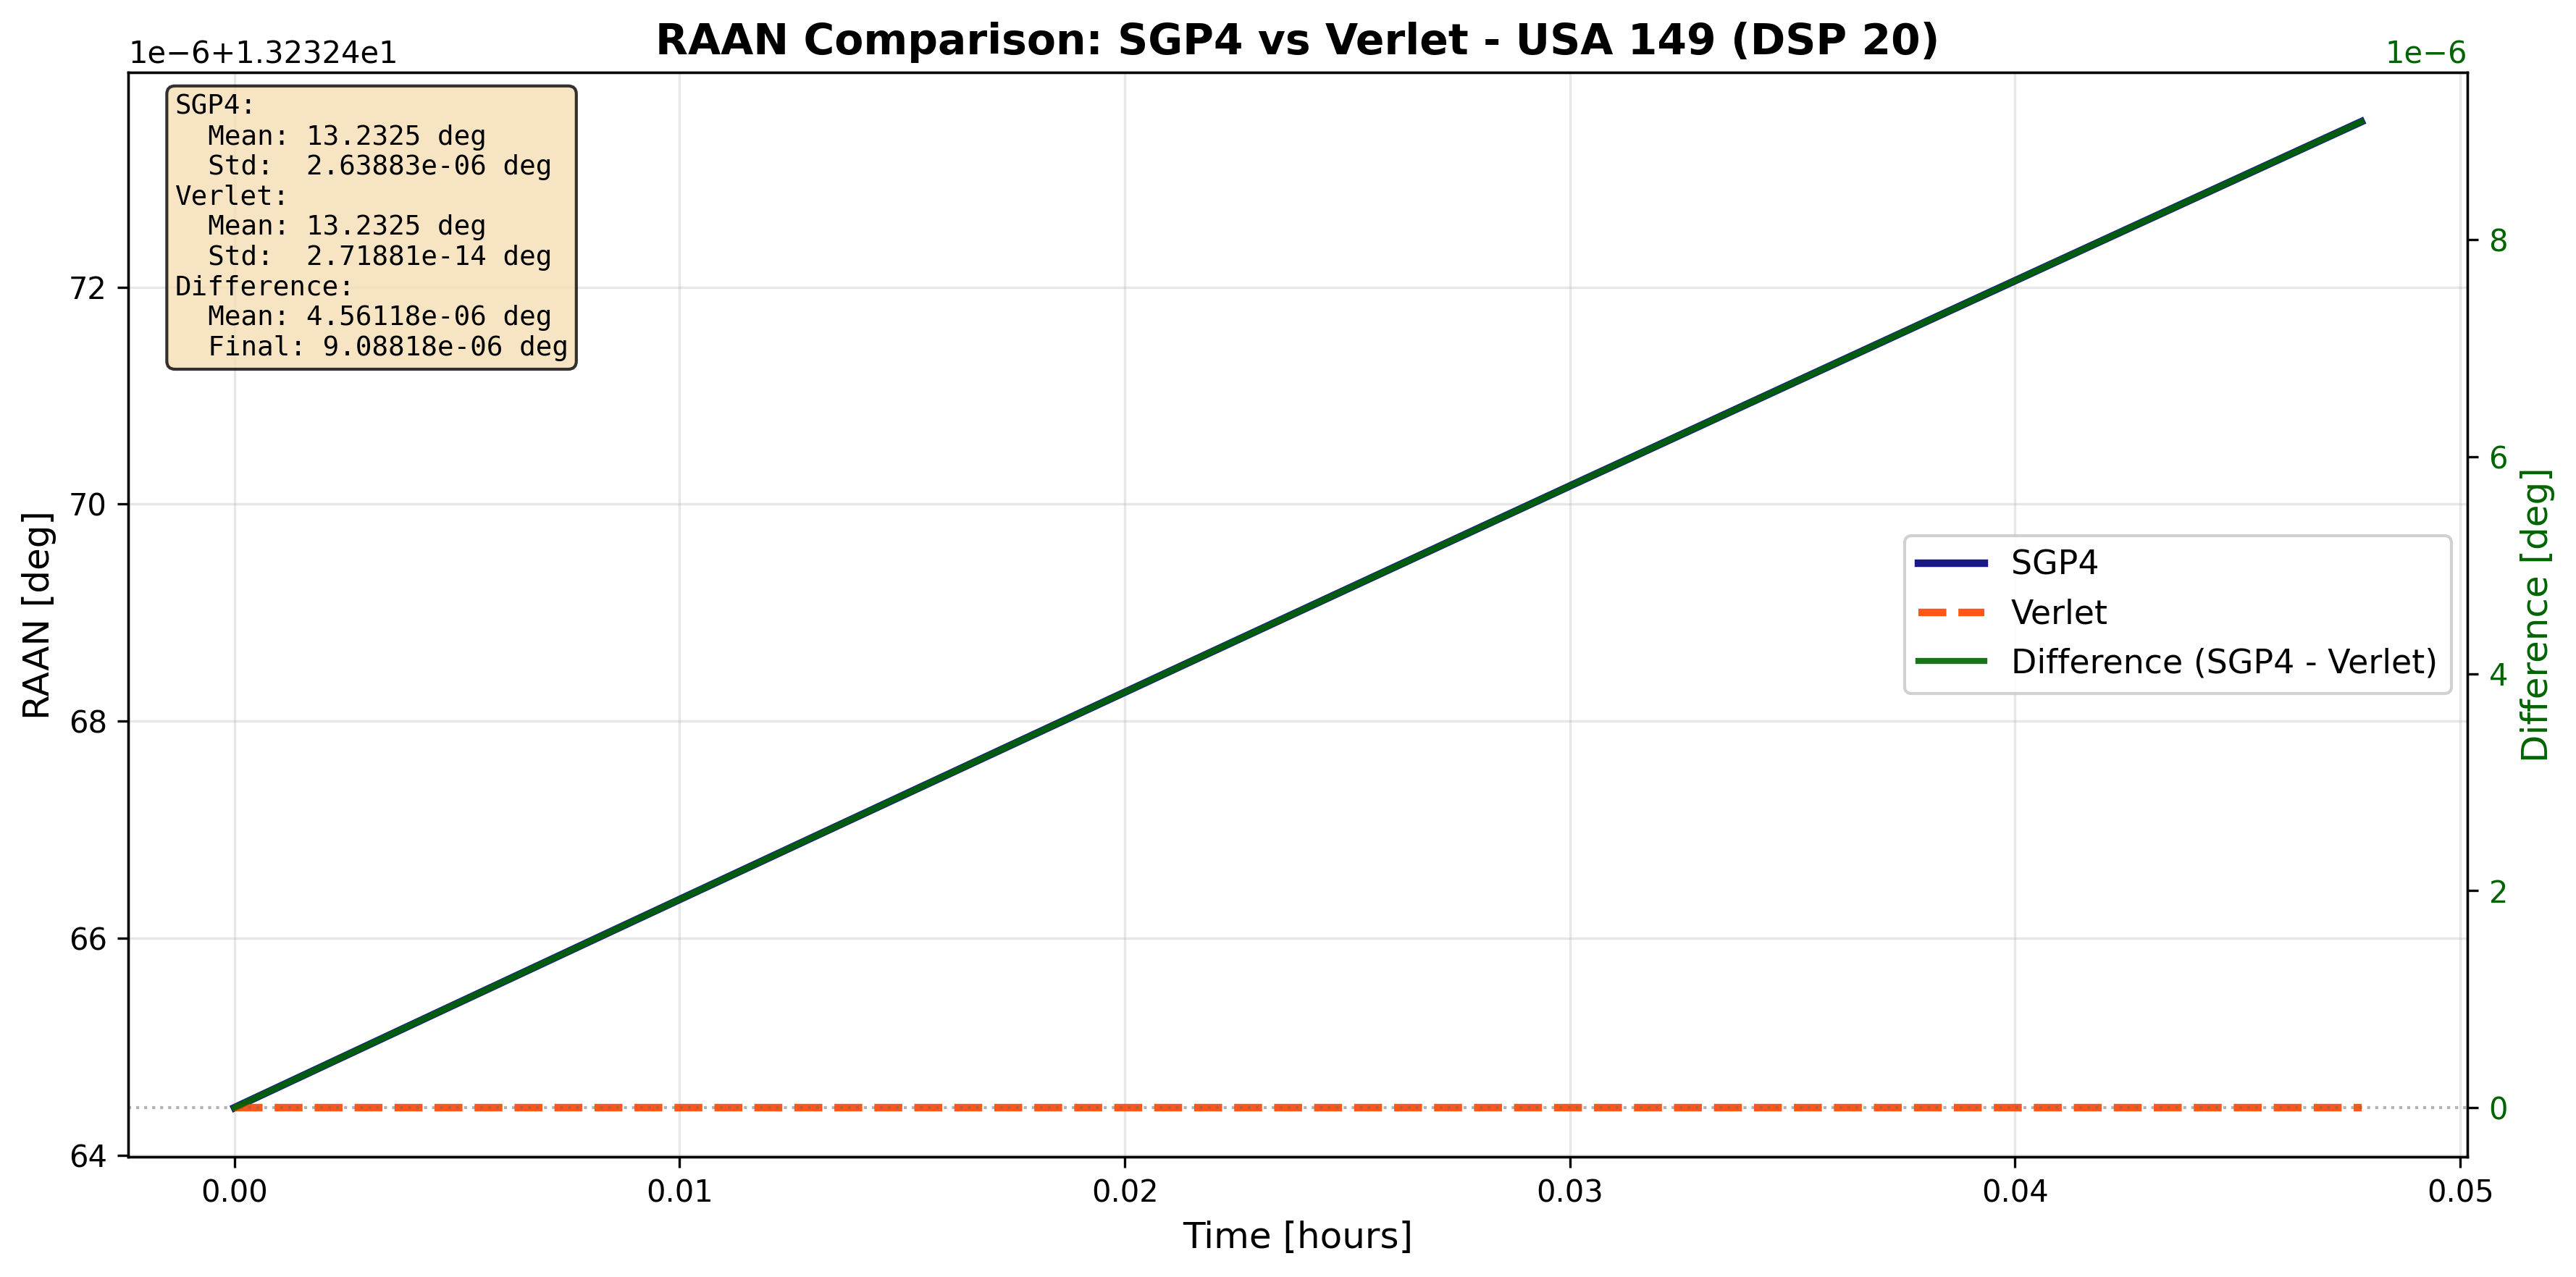 RAAN Comparison: SGP4 vs Verlet - USA 149 (DSP 20)
1e−6+1.32324e1
1e−6
SGP4:
Mean: 13.2325 deg
Std: 2.63883e-06 deg
Verlet:
Mean: 13.2325 deg
Std: 2.71881e-14 deg
Difference:
Mean: 4.56118e-06 deg
Final: 9.08818e-06 deg
RAAN [deg]
72
70
68
66
64
SGP4
Verlet
Difference (SGP4 - Verlet)
8
6
4
2
0
Difference [deg]
0.00
0.01
0.02
0.03
0.04
0.05
Time [hours]